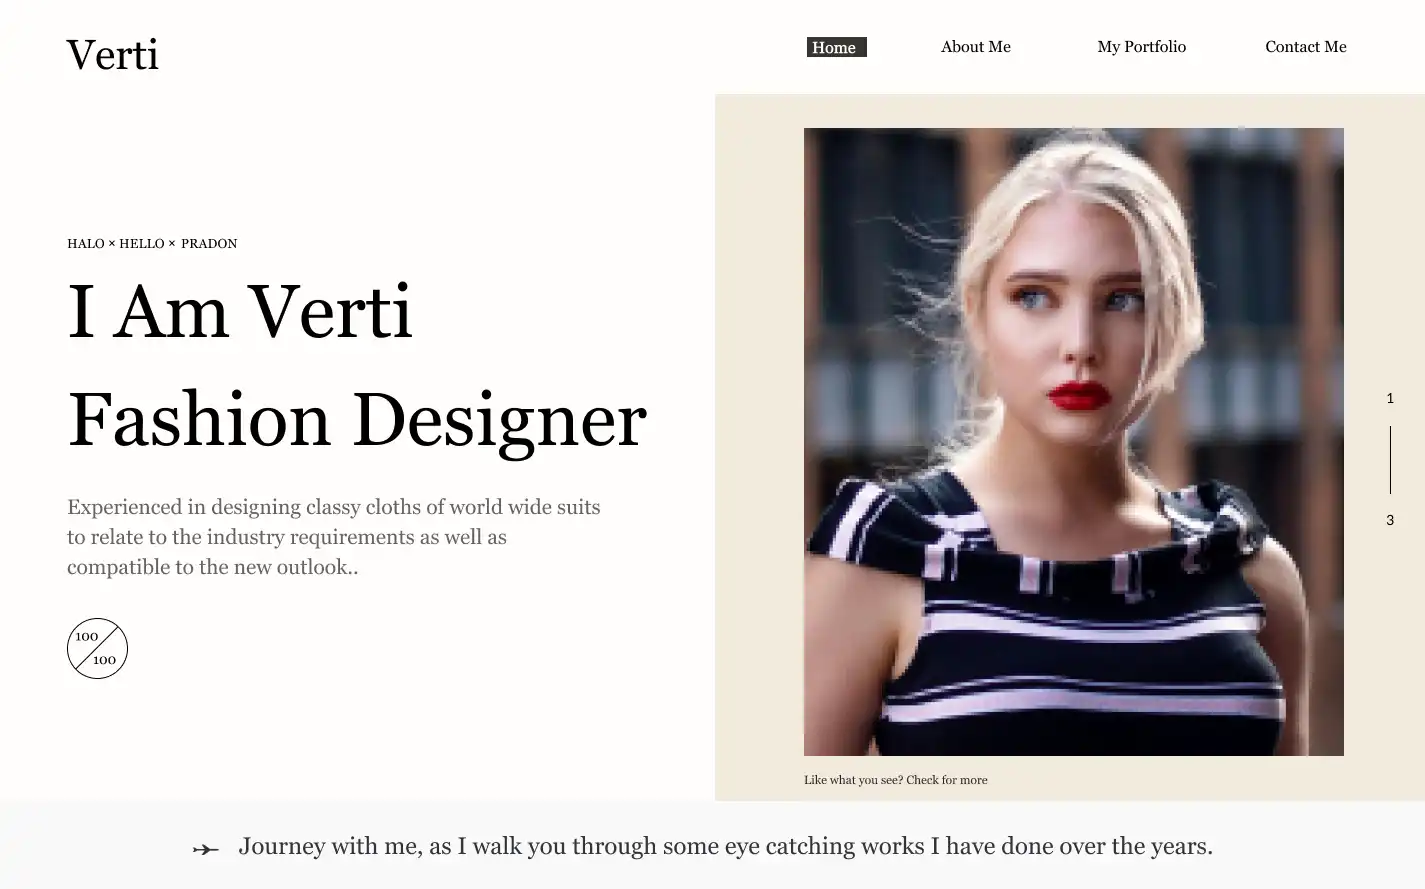 Verti
Home
About Me
My Portfolio
Contact Me
HALO × HELLO × PRADON
I Am Verti
Fashion Designer
Experienced in designing classy cloths of world wide suits
to relate to the industry requirements as well as
compatible to the new outlook..
100
100
1
3
Like what you see? Check for more
Journey with me, as I walk you through some eye catching works I have done over the years.